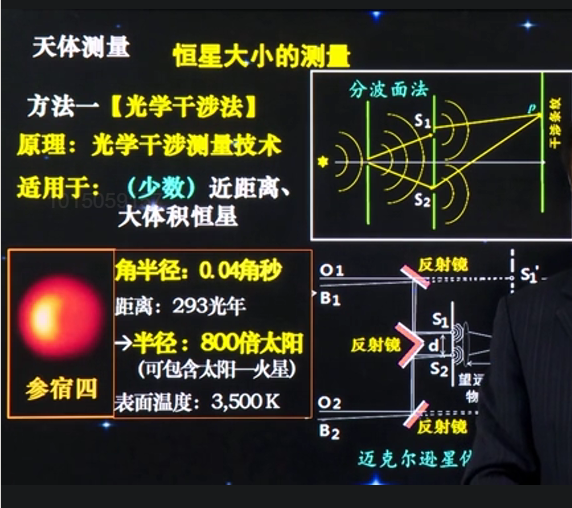 天体测量
恒星大小的测量
方法一【光学干涉法】
原理：光学干涉测量技术
适用于：（少数）近距离、
大体积恒星
分波面法
S1
S2
P
干涉条纹
角半径：0.04角秒
距离：293光年
→半径：800倍太阳
(可包含太阳—火星)
表面温度：3,500K
参宿四
O1
B1
反射镜
S1'
反射镜
S1
d
S2
望远
物
O2
B2
反射镜
迈克尔逊星